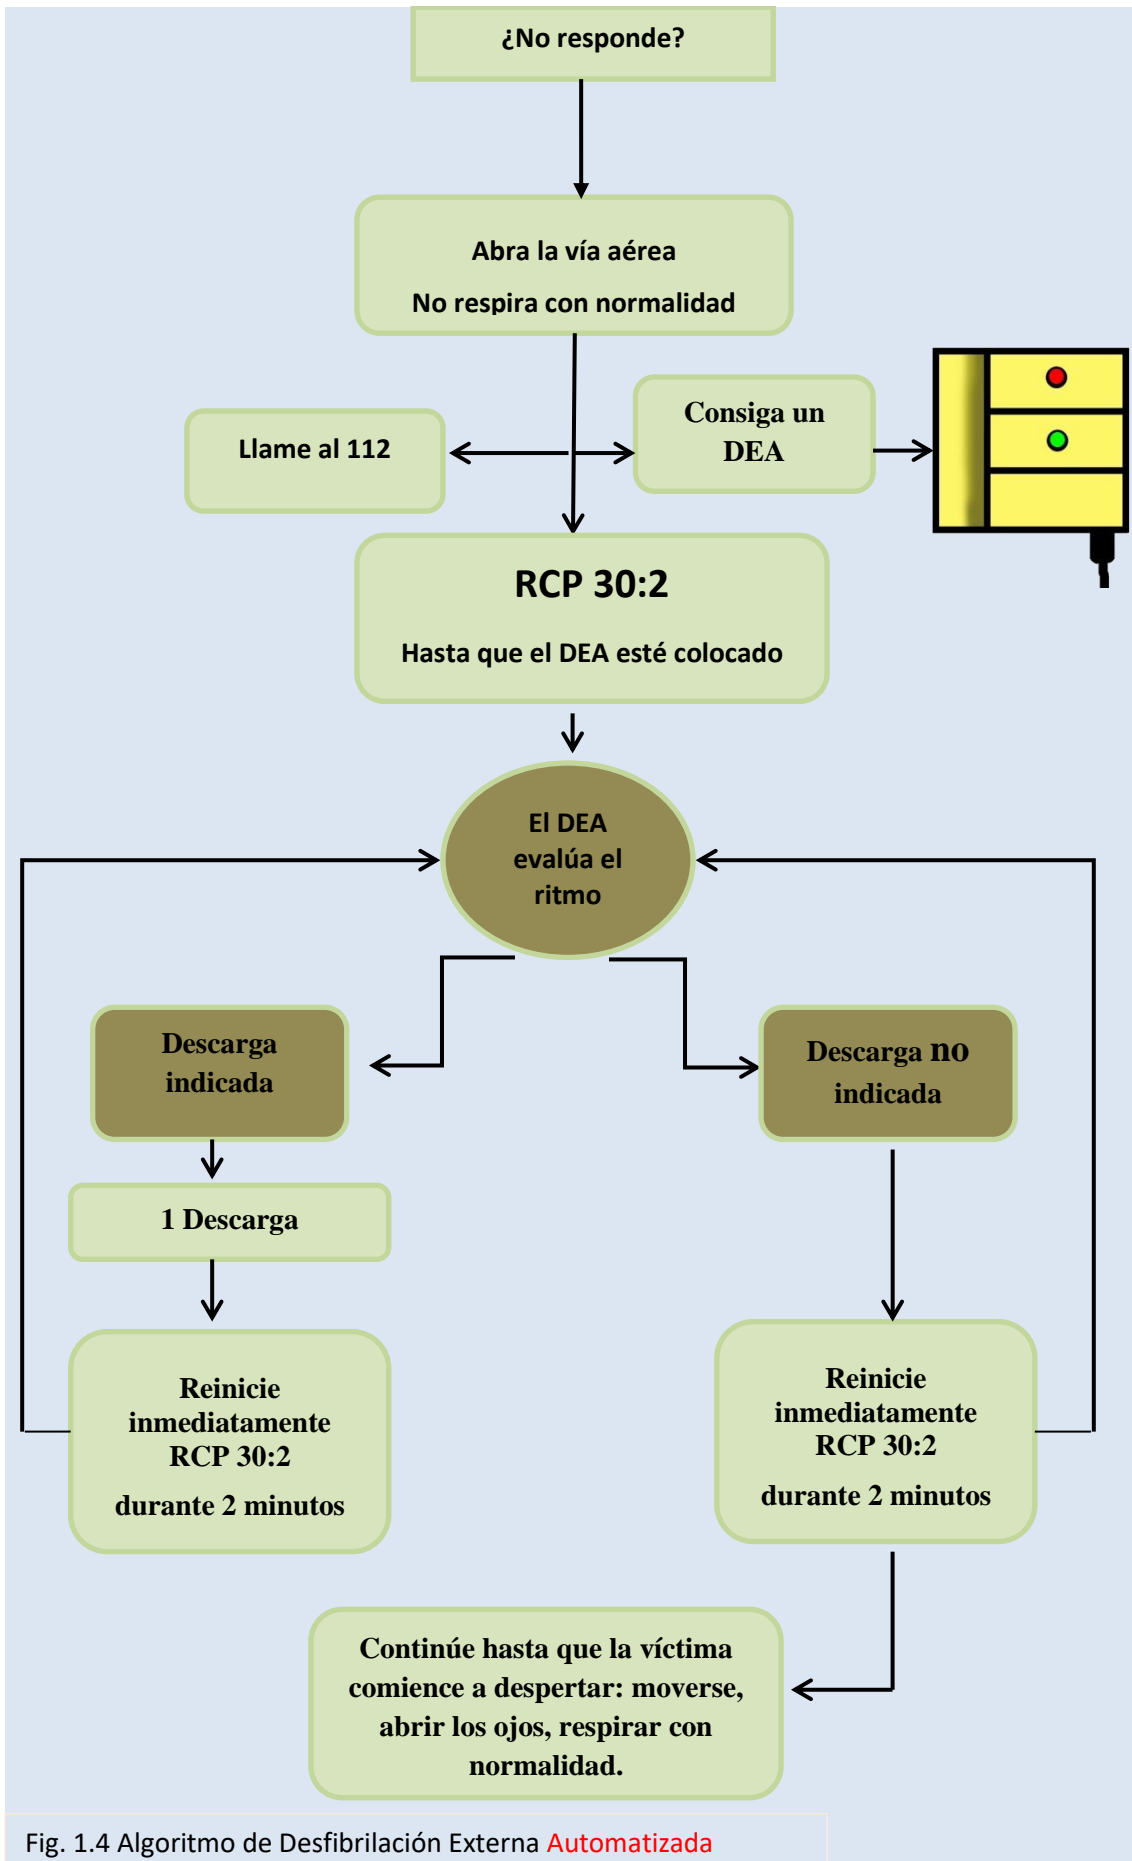 ¿No responde?
Abra la vía aérea
No respira con normalidad
Llame al 112
Consiga un
DEA
RCP 30:2
Hasta que el DEA esté colocado
El DEA
evalúa el
ritmo
Descarga
indicada
Descarga no
indicada
1 Descarga
Reinicie
inmediatamente
RCP 30:2
durante 2 minutos
Reinicie
inmediatamente
RCP 30:2
durante 2 minutos
Continúe hasta que la víctima
comience a despertar: moverse,
abrir los ojos, respirar con
normalidad.
Fig. 1.4 Algoritmo de Desfibrilación Externa Automatizada